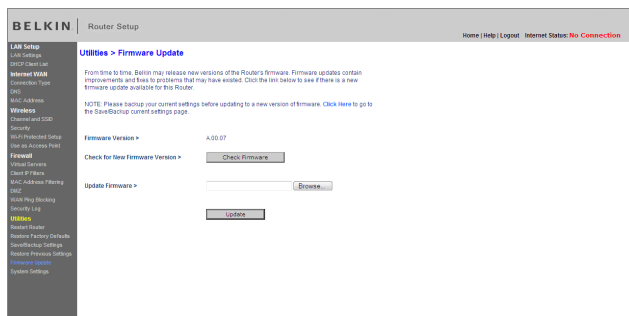 BELKIN
Router Setup
Home | Help | Logout Internet Status: No Connection
LAN Setup
LAN Settings
DHCP Client List
Internet WAN
Connection Type
DNS
MAC Address
Wireless
Channel and SSID
Security
Wi-Fi Protected Setup
Use as Access Point
Firewall
Virtual Servers
Client IP Filters
MAC Address Filtering
DMZ
WAN Ping Blocking
Security Log
Utilities
Restart Router
Restore Factory Defaults
Save/Backup Settings
Restore Previous Settings
Firmware Update
System Settings
Utilities > Firmware Update
From time to time, Belkin may release new versions of the Router's firmware. Firmware updates contain
improvements and fixes to problems that may have existed. Click the link below to see if there is a new
firmware update available for this Router.
NOTE: Please backup your current settings before updating to a new version of firmware. Click Here to go to
the Save/Backup current settings page.
Firmware Version > A.00.07
Check for New Firmware Version > Check Firmware
Update Firmware > Browse...
Update